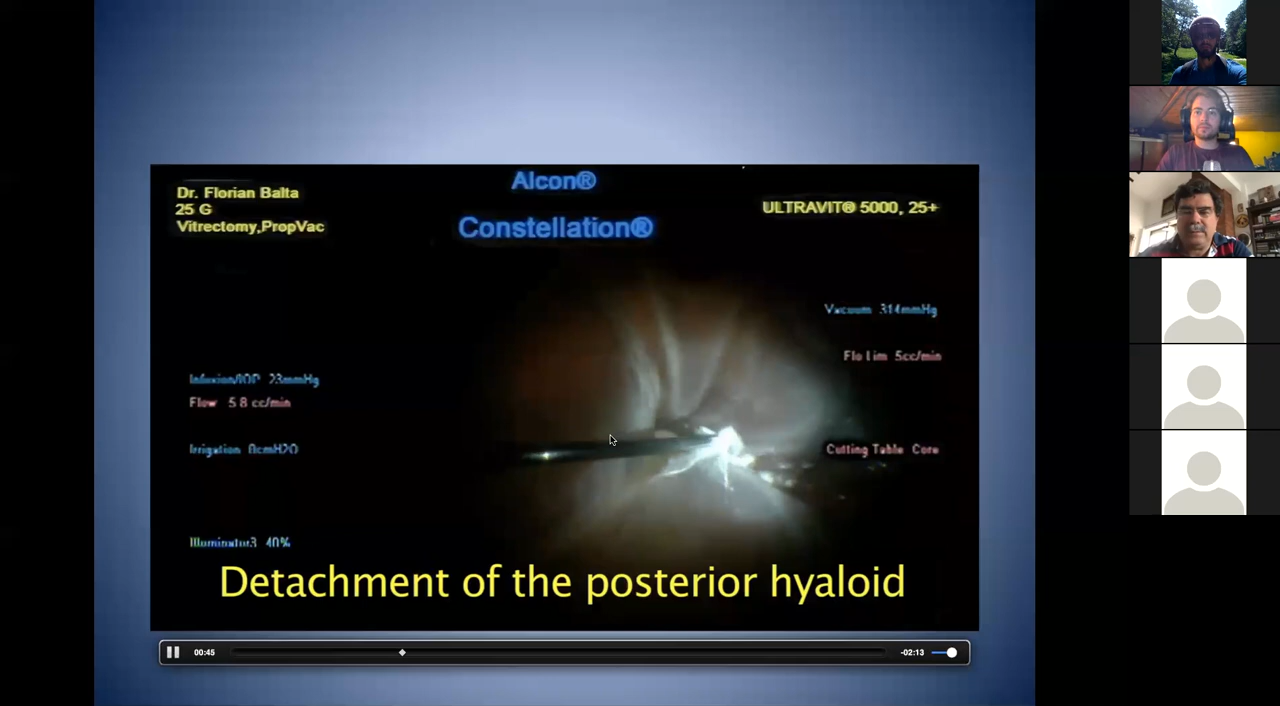 Dr. Florian Balta
25 G
Vitrectomy,PropVac
Alcon®
Constellation®
ULTRAVIT® 5000, 25+
Vacuum 314mmHg
Flo Lim 5cc/min
Infusion/IOP 23mmHg
Flow 5.8 cc/min
Irrigation 0cmH2O
Cutting Table Core
Illuminator3 40%
Detachment of the posterior hyaloid
00:45
-02:13